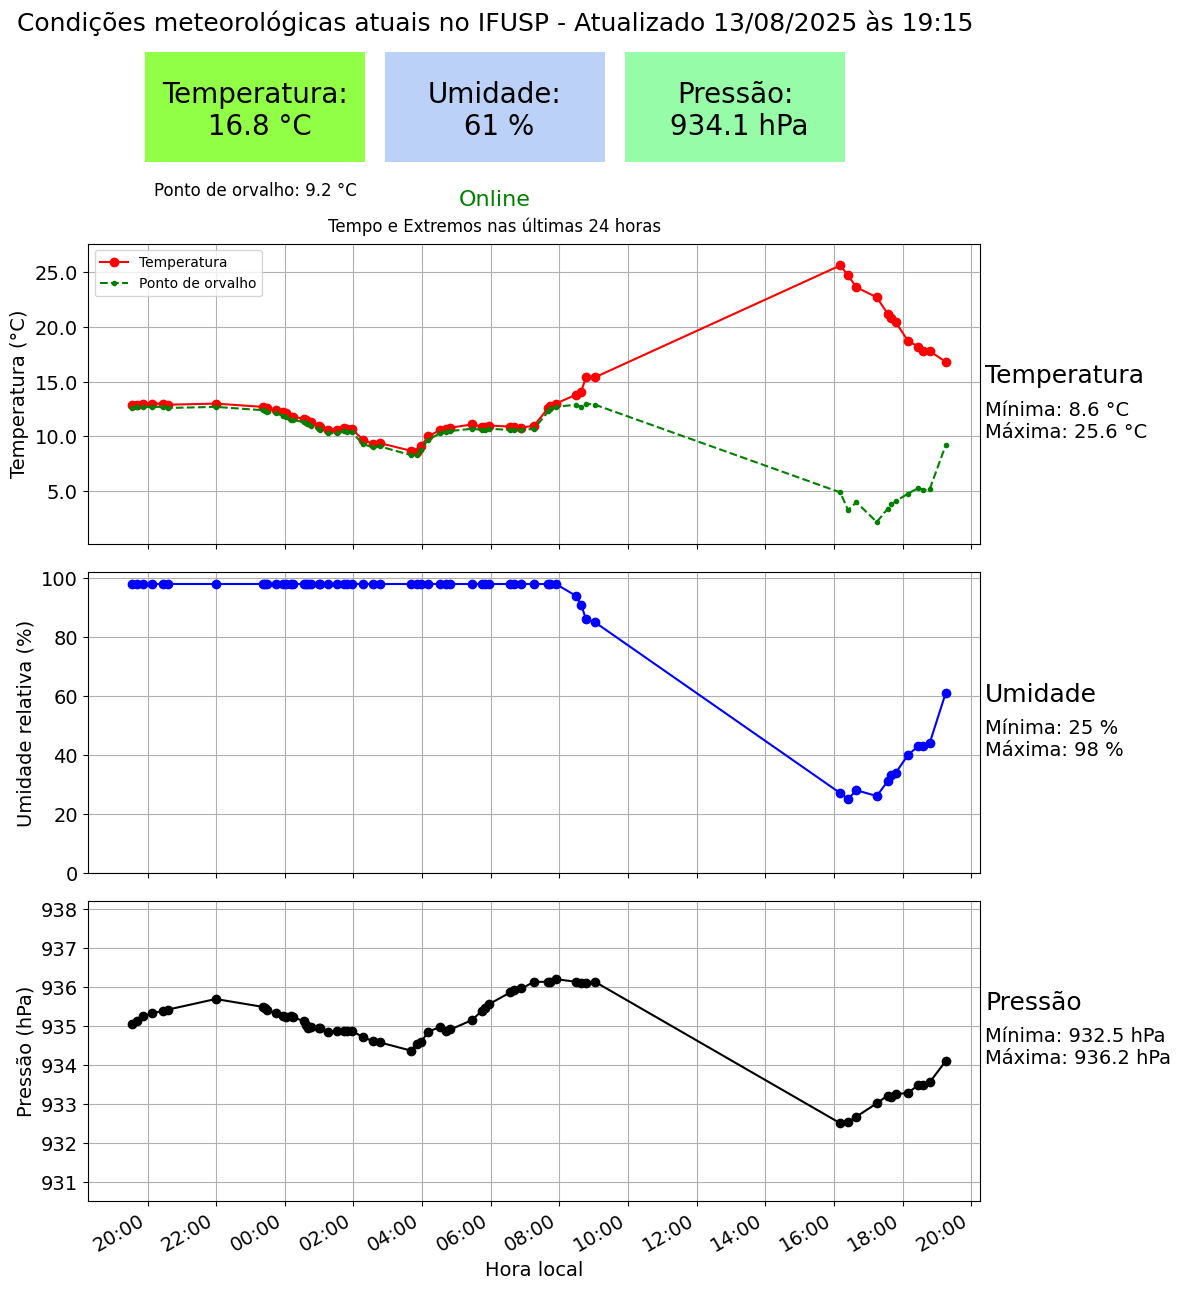 Condições meteorológicas atuais no IFUSP - Atualizado 13/08/2025 às 19:15
Temperatura:
16.8 °C
Umidade:
61 %
Pressão:
934.1 hPa
Ponto de orvalho: 9.2 °C
Online
Tempo e Extremos nas últimas 24 horas
Temperatura
Ponto de orvalho
Temperatura (°C)
25.0
20.0
15.0
10.0
5.0
Temperatura
Mínima: 8.6 °C
Máxima: 25.6 °C
Umidade relativa (%)
100
80
60
40
20
0
Umidade
Mínima: 25 %
Máxima: 98 %
Pressão (hPa)
938
937
936
935
934
933
932
931
Pressão
Mínima: 932.5 hPa
Máxima: 936.2 hPa
20:00 22:00 00:00 02:00 04:00 06:00 08:00 10:00 12:00 14:00 16:00 18:00 20:00
Hora local